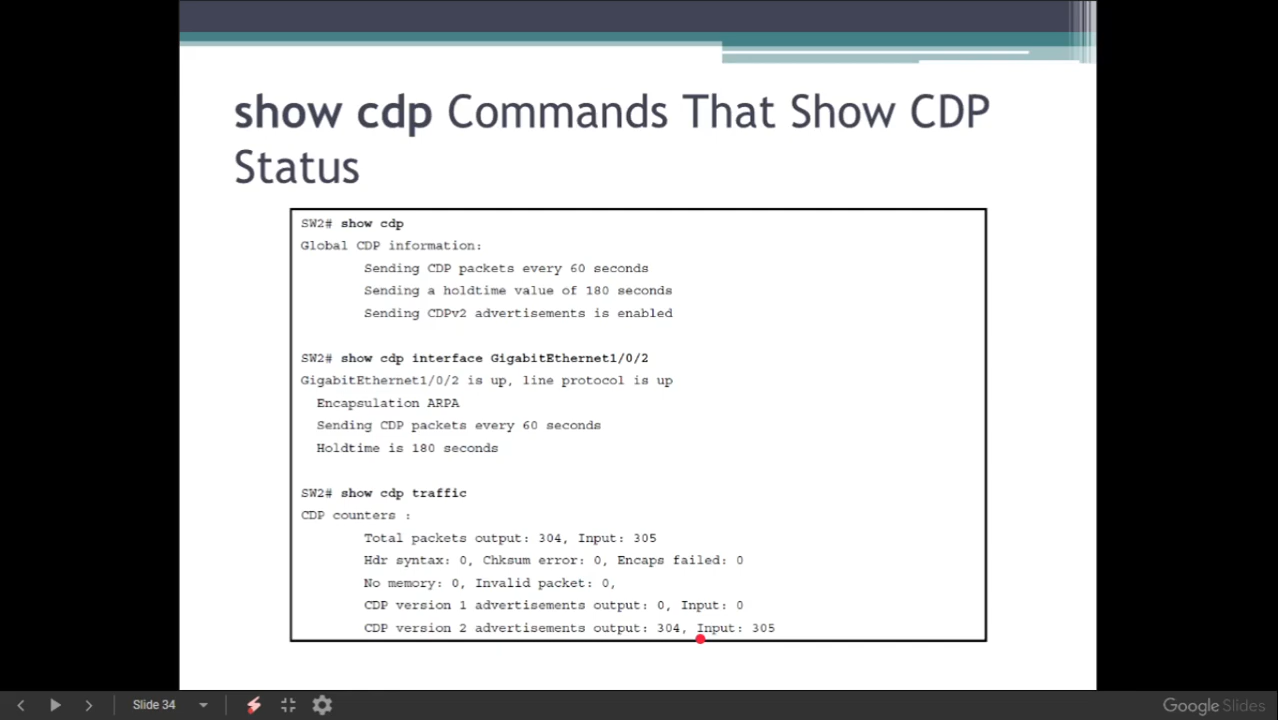 show cdp Commands That Show CDP
Status
SW2# show cdp
Global CDP information:
Sending CDP packets every 60 seconds
Sending a holdtime value of 180 seconds
Sending CDPv2 advertisements is enabled
SW2# show cdp interface GigabitEthernet1/0/2
GigabitEthernet1/0/2 is up, line protocol is up
Encapsulation ARPA
Sending CDP packets every 60 seconds
Holdtime is 180 seconds
SW2# show cdp traffic
CDP counters :
Total packets output: 304, Input: 305
Hdr syntax: 0, Chksum error: 0, Encaps failed: 0
No memory: 0, Invalid packet: 0,
CDP version 1 advertisements output: 0, Input: 0
CDP version 2 advertisements output: 304, Input: 305
Slide 34
Google Slides